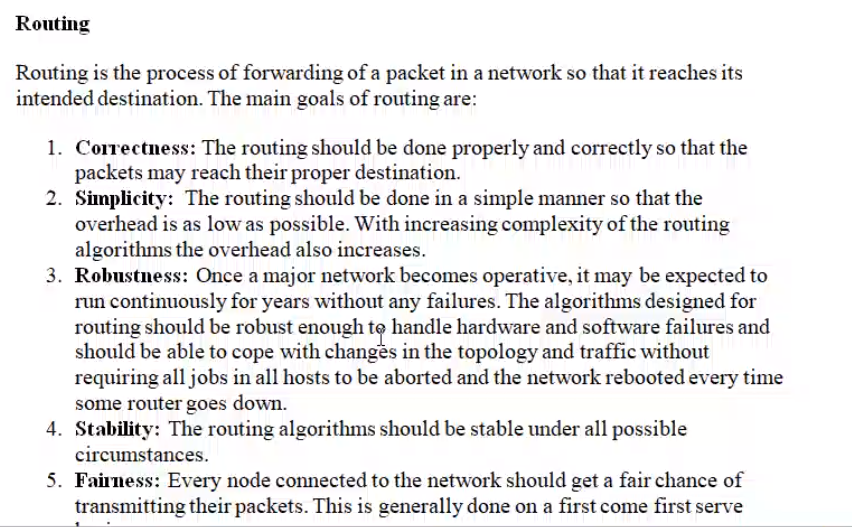 Routing
Routing is the process of forwarding of a packet in a network so that it reaches its
intended destination. The main goals of routing are:
1. Correctness: The routing should be done properly and correctly so that the
packets may reach their proper destination.
2. Simplicity: The routing should be done in a simple manner so that the
overhead is as low as possible. With increasing complexity of the routing
algorithms the overhead also increases.
3. Robustness: Once a major network becomes operative, it may be expected to
run continuously for years without any failures. The algorithms designed for
routing should be robust enough to handle hardware and software failures and
should be able to cope with changes in the topology and traffic without
requiring all jobs in all hosts to be aborted and the network rebooted every time
some router goes down.
4. Stability: The routing algorithms should be stable under all possible
circumstances.
5. Fairness: Every node connected to the network should get a fair chance of
transmitting their packets. This is generally done on a first come first serve